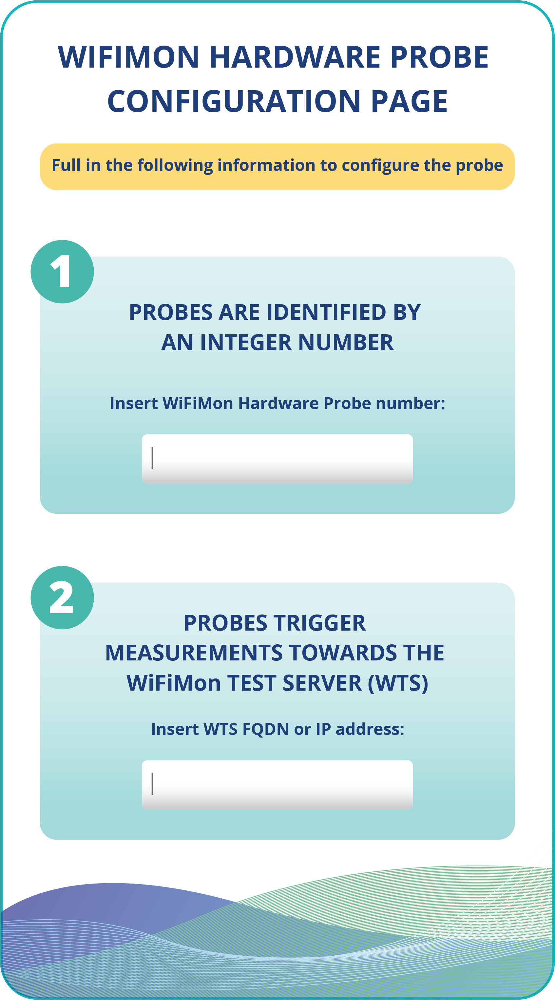 WIFIMON HARDWARE PROBE
CONFIGURATION PAGE
Full in the following information to configure the probe
1
PROBES ARE IDENTIFIED BY
AN INTEGER NUMBER
Insert WiFiMon Hardware Probe number:
2
PROBES TRIGGER
MEASUREMENTS TOWARDS THE
WiFiMon TEST SERVER (WTS)
Insert WTS FQDN or IP address: